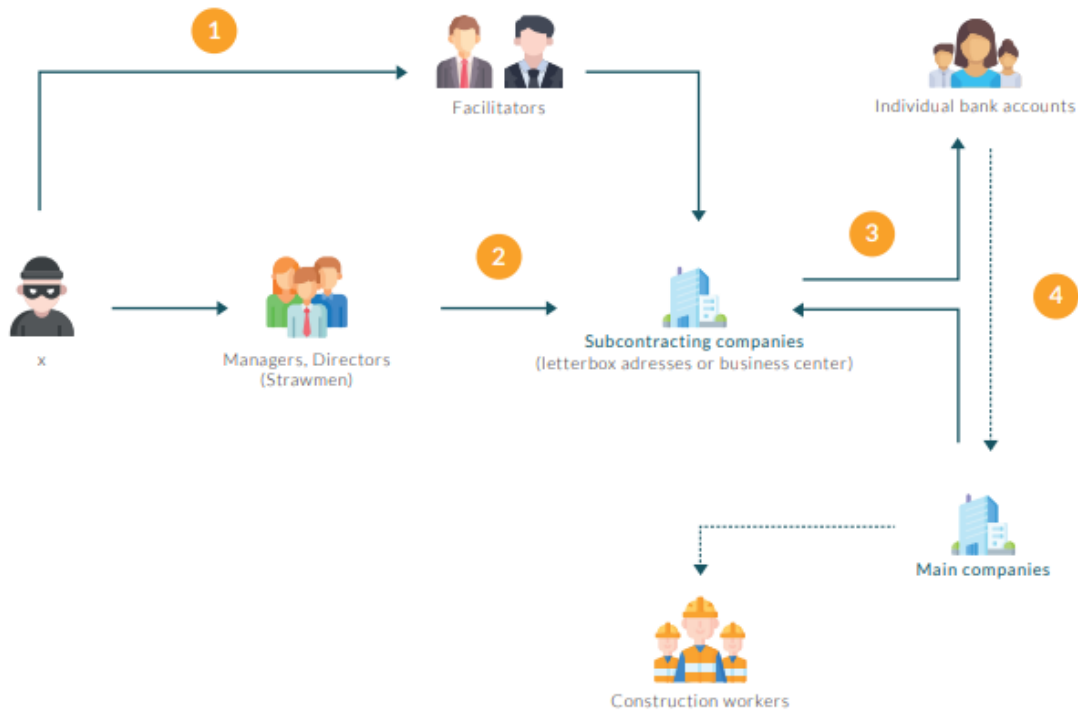 1
Facilitators
Individual bank accounts
x
Managers, Directors
(Strawmen)
2
Subcontracting companies
(letterbox adresses or business center)
3
4
Main companies
Construction workers